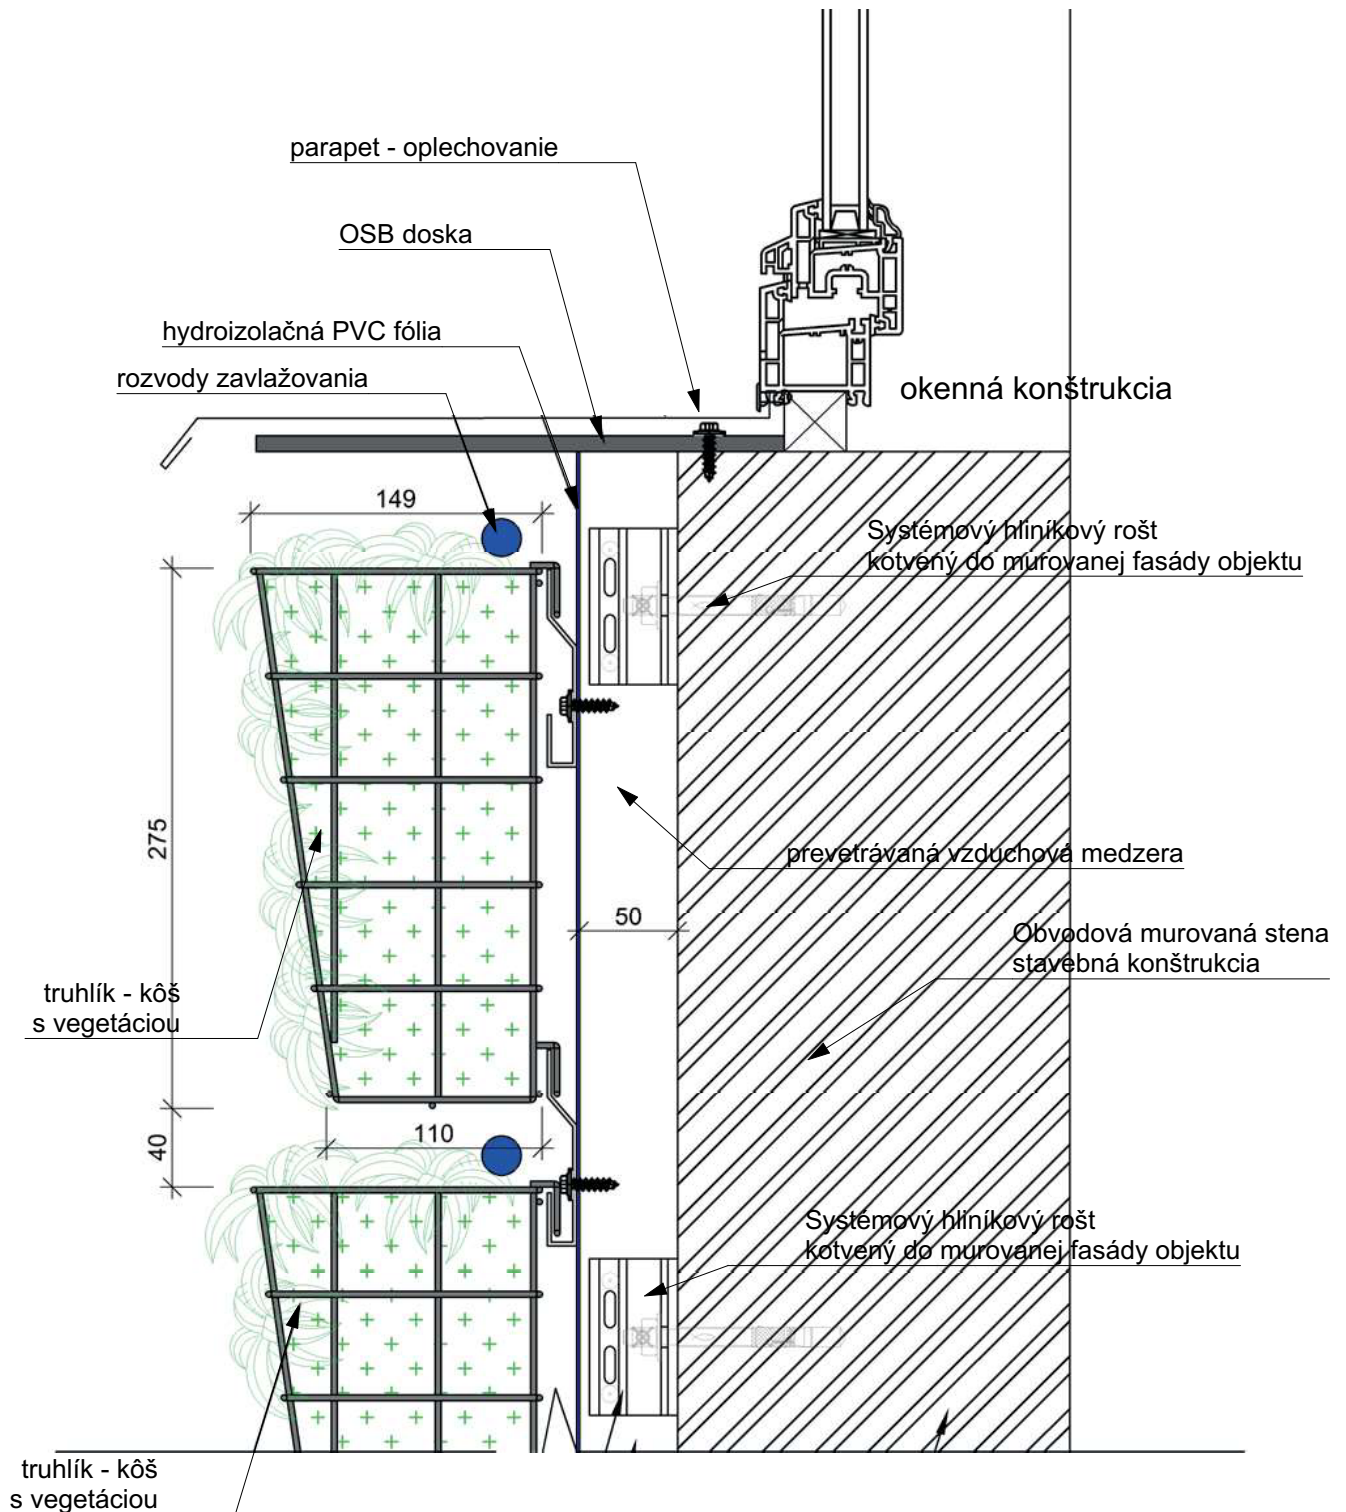 parapet - oplechovanie
OSB doska
hydroizolačná PVC fólia
rozvody zavlažovania
okenná konštrukcia
149
Systémový hliníkový rošt
kotvený do murovanej fasády objektu
275
prevetrávaná vzduchová medzera
50
Obvodová murovaná stena
stavebná konštrukcia
truhlík - kôš
s vegetáciou
110
40
Systémový hliníkový rošt
kotvený do murovanej fasády objektu
truhlík - kôš
s vegetáciou